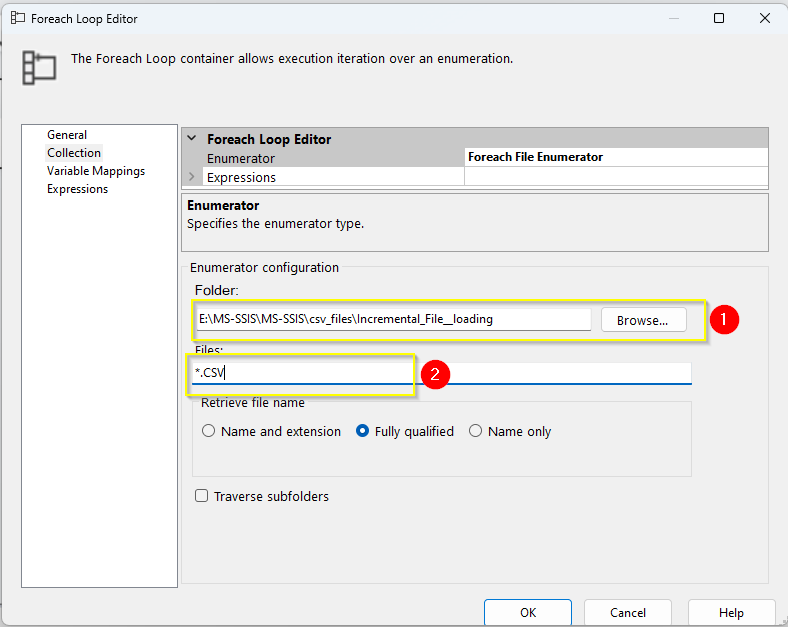 Foreach Loop Editor
The Foreach Loop container allows execution iteration over an enumeration.
General
Collection
Variable Mappings
Expressions
Foreach Loop Editor
Enumerator Foreach File Enumerator
Expressions
Enumerator
Specifies the enumerator type.
Enumerator configuration
Folder:
E:\MS-SSIS\MS-SSIS\csv_files\Incremental_File__loading Browse... 1
Files:
*.CSV 2
Retrieve file name
Name and extension Fully qualified Name only
Traverse subfolders
OK Cancel Help